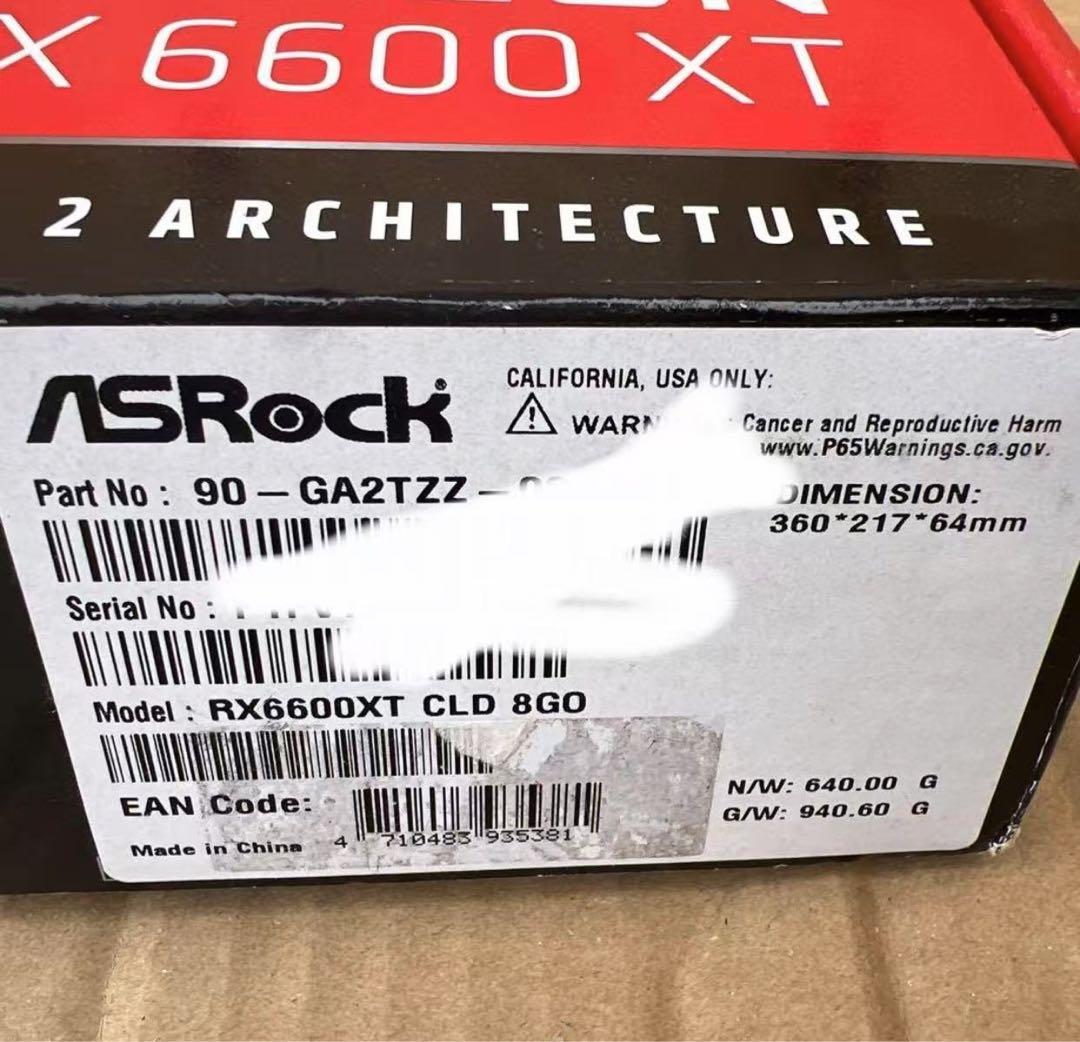 X 6600 XT
2 ARCHITECTURE
ASRock®
CALIFORNIA, USA ONLY:
Cancer and Reproductive Harm
www.P65Warnings.ca.gov.
Part No : 90-GA2TZZ-
DIMENSION:
360*217*64mm
Serial No :
Model : RX6600XT CLD 8GO
EAN Code:
4 710483 935381
Made in China
N/W: 640.00 G
G/W: 940.60 G